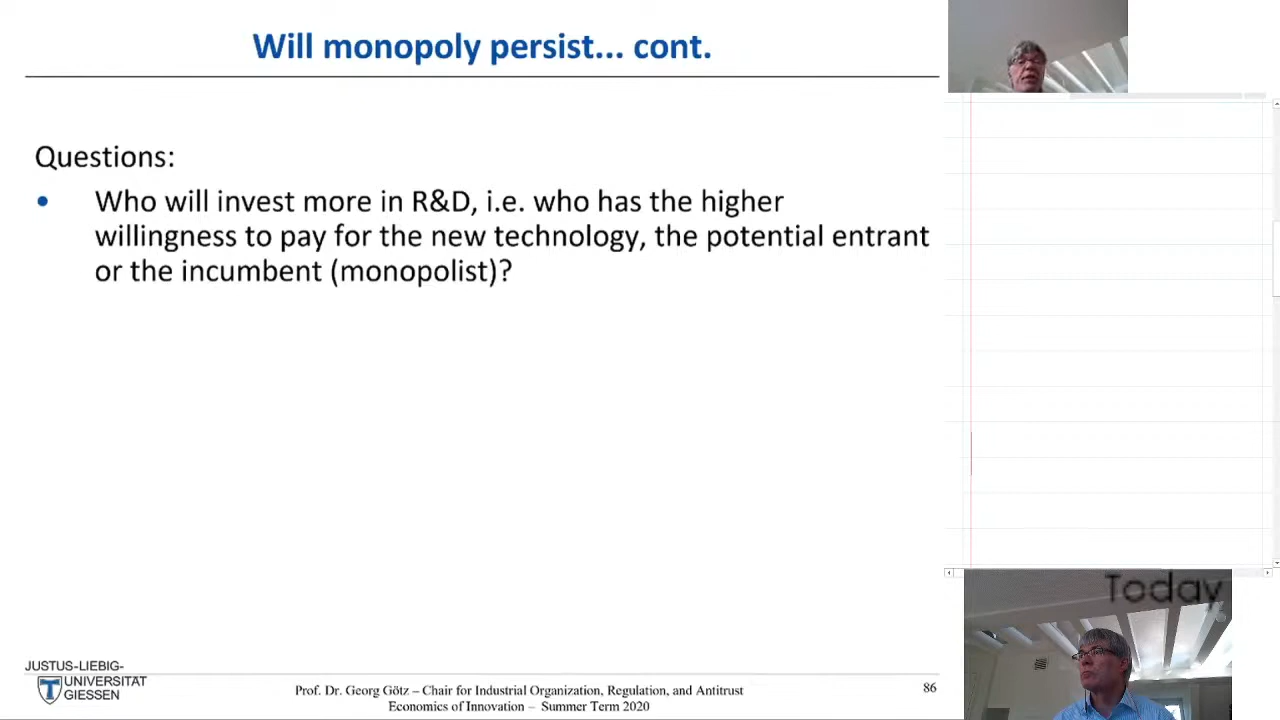 Will monopoly persist... cont.
Questions:
• Who will invest more in R&D, i.e. who has the higher
willingness to pay for the new technology, the potential entrant
or the incumbent (monopolist)?
Today
JUSTUS-LIEBIG-
UNIVERSITAT
GIESSEN
Prof. Dr. Georg Götz – Chair for Industrial Organization, Regulation, and Antitrust
Economics of Innovation – Summer Term 2020
86